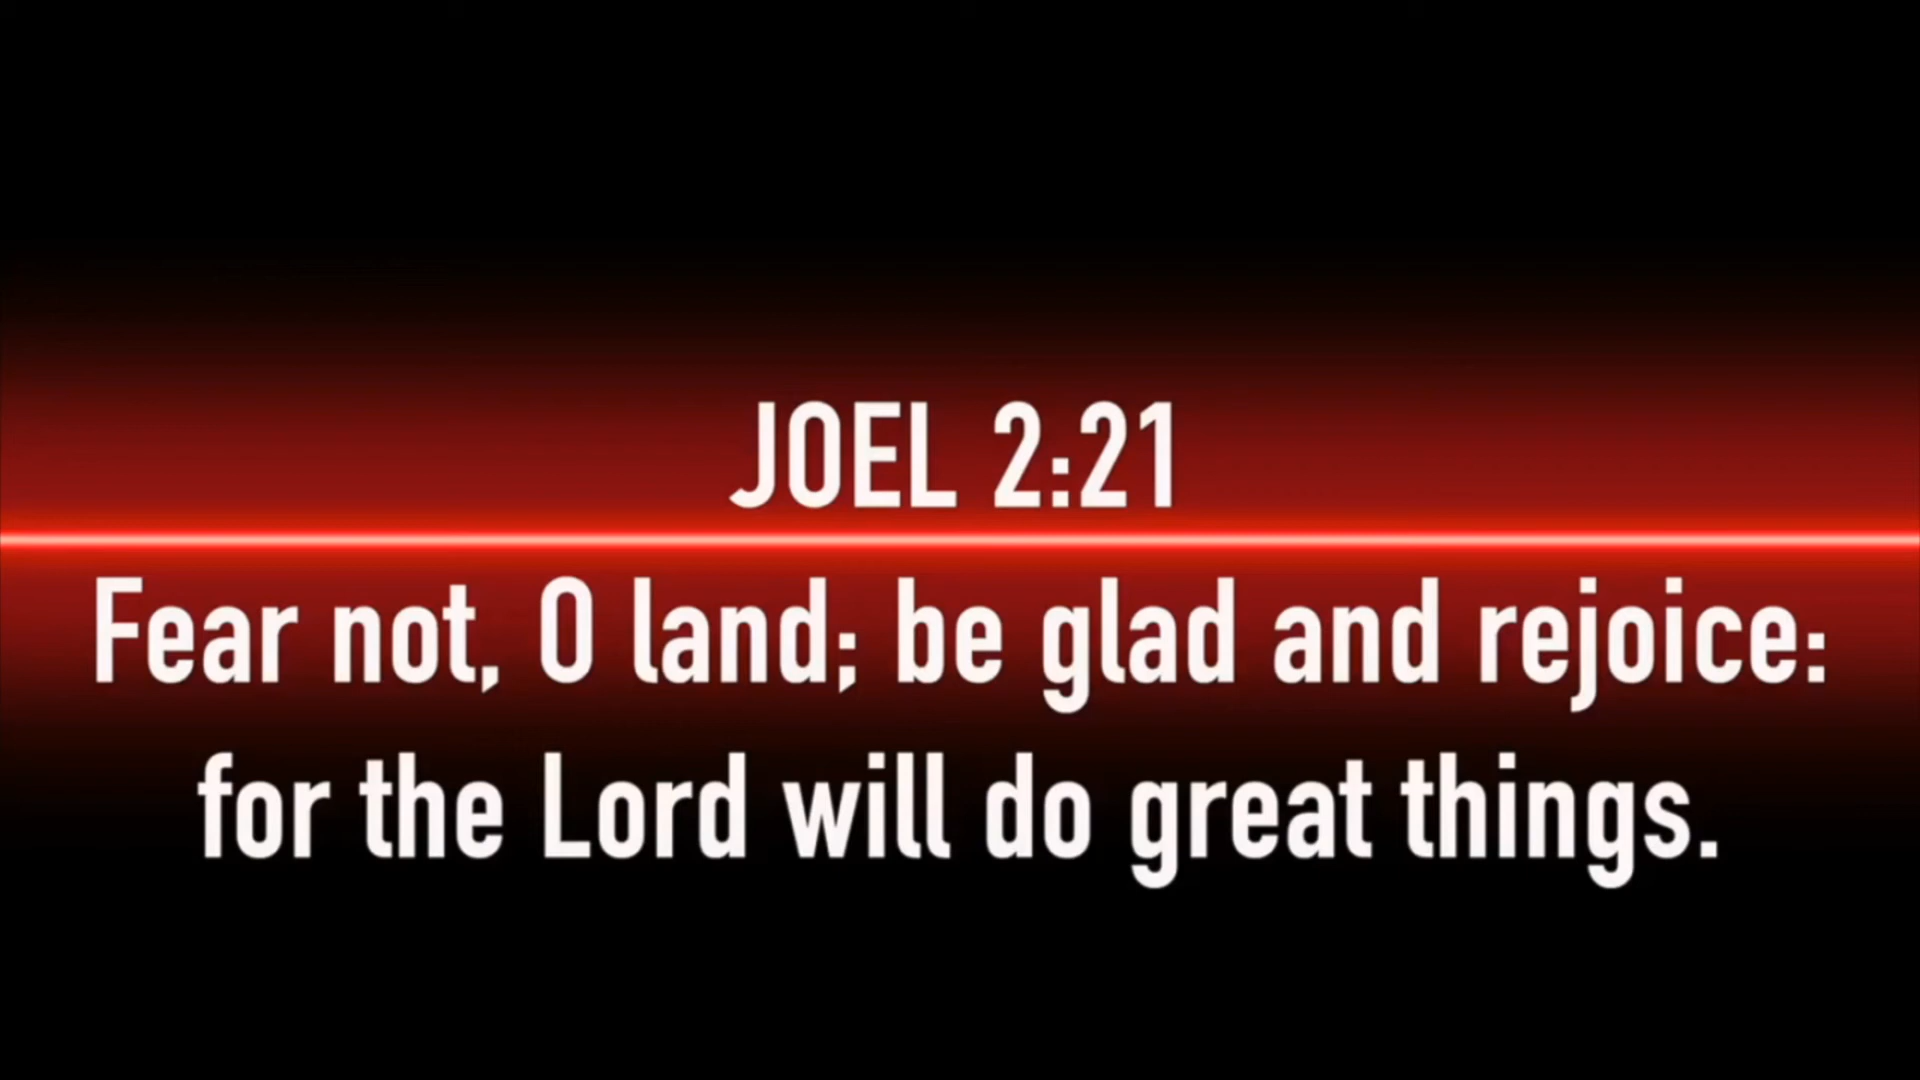 JOEL 2:21
Fear not, O land; be glad and rejoice:
for the Lord will do great things.